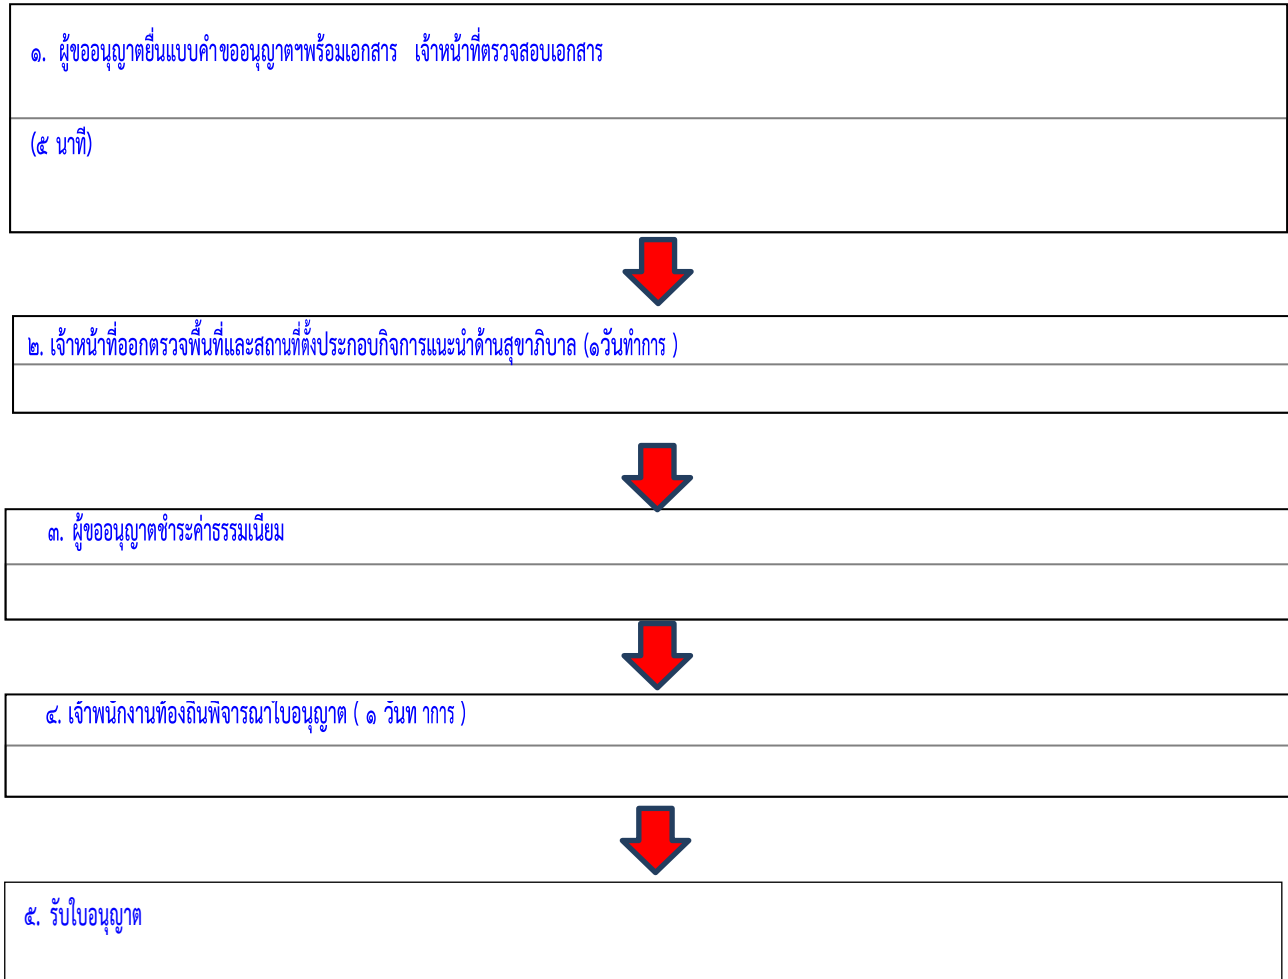 ๑. ผู้ขออนุญาตยื่นแบบคำขออนุญาตฯพร้อมเอกสาร เจ้าหน้าที่ตรวจสอบเอกสาร
(๕ นาที)
๒. เจ้าหน้าที่ออกตรวจพื้นที่และสถานที่ตั้งประกอบกิจการแนะนำด้านสุขาภิบาล (๑วันทำการ )
๓. ผู้ขออนุญาตชำระค่าธรรมเนียม
๔. เจ้าพนักงานท้องถิ่นพิจารณาใบอนุญาต ( ๑ วันท าการ )
๕. รับใบอนุญาต